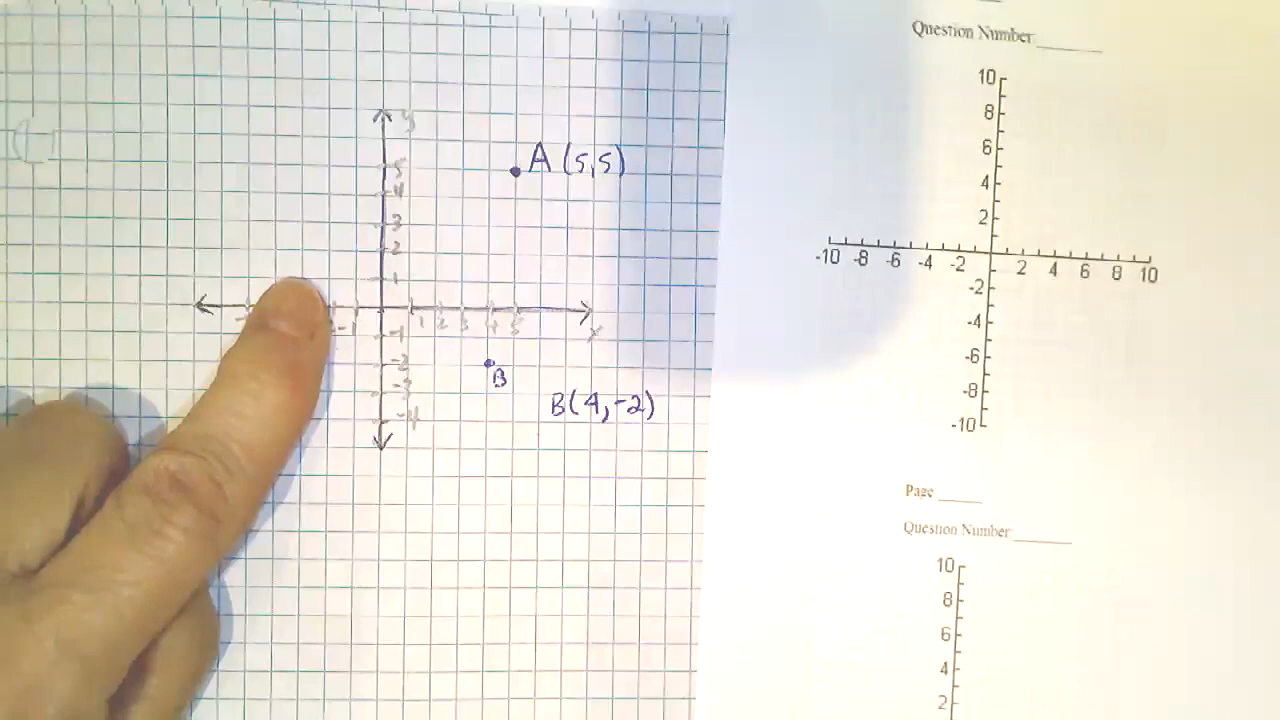 y
5
4
3
2
1
-1
1 2 3 4 5
x
-1
-2
-3
-4
A (5,5)
B
B(4,-2)
Question Number:
10
8
6
4
2
-10 -8 -6 -4 -2 2 4 6 8 10
-2
-4
-6
-8
-10
Page
Question Number:
10
8
6
4
2